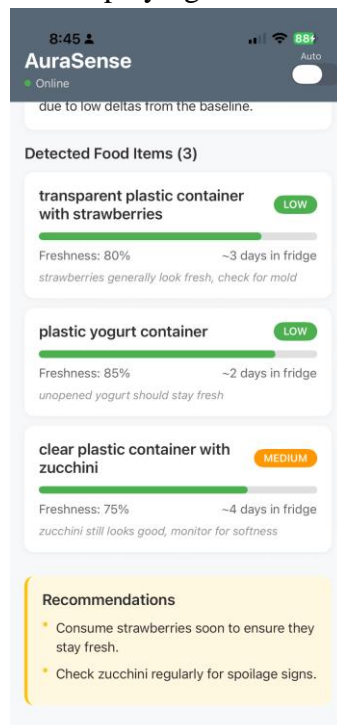 8:45
88
AuraSense
Auto
Online
due to low deltas from the baseline.
Detected Food Items (3)
transparent plastic container
with strawberries
LOW
Freshness: 80%
~3 days in fridge
strawberries generally look fresh, check for mold
plastic yogurt container
LOW
Freshness: 85%
~2 days in fridge
unopened yogurt should stay fresh
clear plastic container with
zucchini
MEDIUM
Freshness: 75%
~4 days in fridge
zucchini still looks good, monitor for softness
Recommendations
Consume strawberries soon to ensure they
stay fresh.
Check zucchini regularly for spoilage signs.